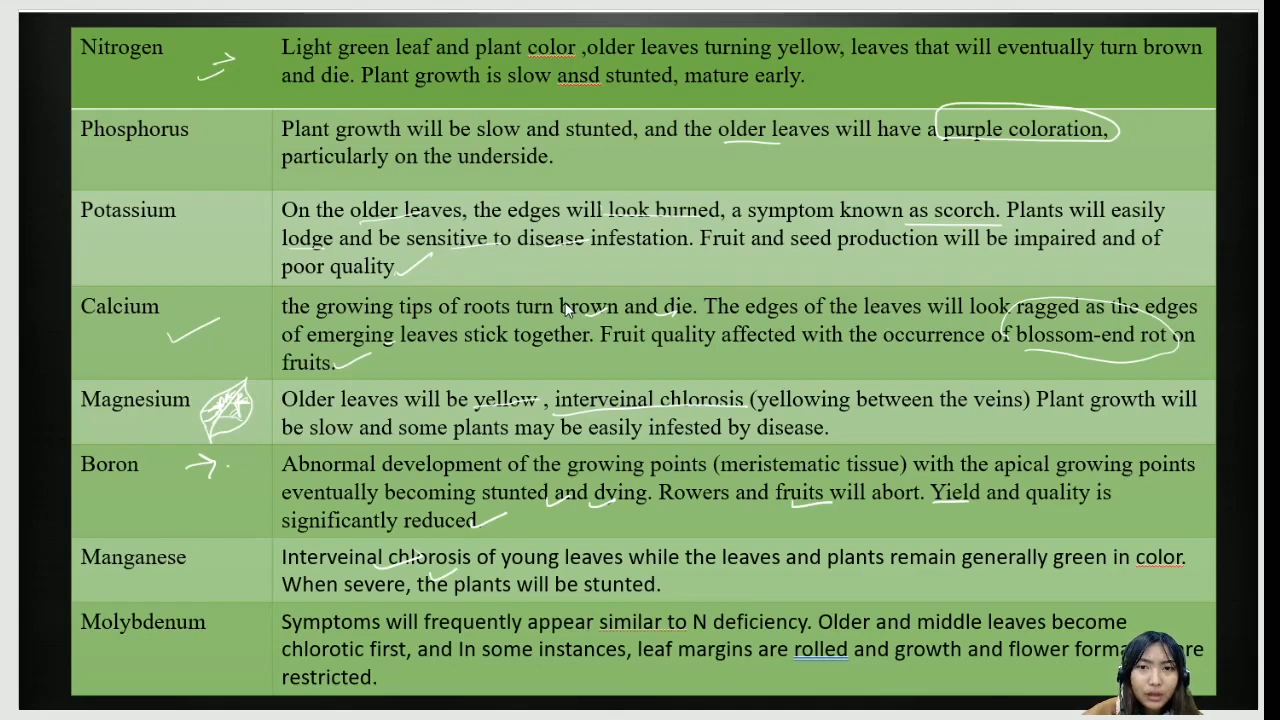 Nitrogen
Light green leaf and plant color ,older leaves turning yellow, leaves that will eventually turn brown
and die. Plant growth is slow ansd stunted, mature early.
Phosphorus
Plant growth will be slow and stunted, and the older leaves will have a purple coloration,
particularly on the underside.
Potassium
On the older leaves, the edges will look burned, a symptom known as scorch. Plants will easily
lodge and be sensitive to disease infestation. Fruit and seed production will be impaired and of
poor quality
Calcium
the growing tips of roots turn brown and die. The edges of the leaves will look ragged as the edges
of emerging leaves stick together. Fruit quality affected with the occurrence of blossom-end rot on
fruits.
Magnesium
Older leaves will be yellow , interveinal chlorosis (yellowing between the veins) Plant growth will
be slow and some plants may be easily infested by disease.
Boron
Abnormal development of the growing points (meristematic tissue) with the apical growing points
eventually becoming stunted and dying. Rowers and fruits will abort. Yield and quality is
significantly reduced
Manganese
Interveinal chlorosis of young leaves while the leaves and plants remain generally green in color.
When severe, the plants will be stunted.
Molybdenum
Symptoms will frequently appear similar to N deficiency. Older and middle leaves become
chlorotic first, and In some instances, leaf margins are rolled and growth and flower
restricted.